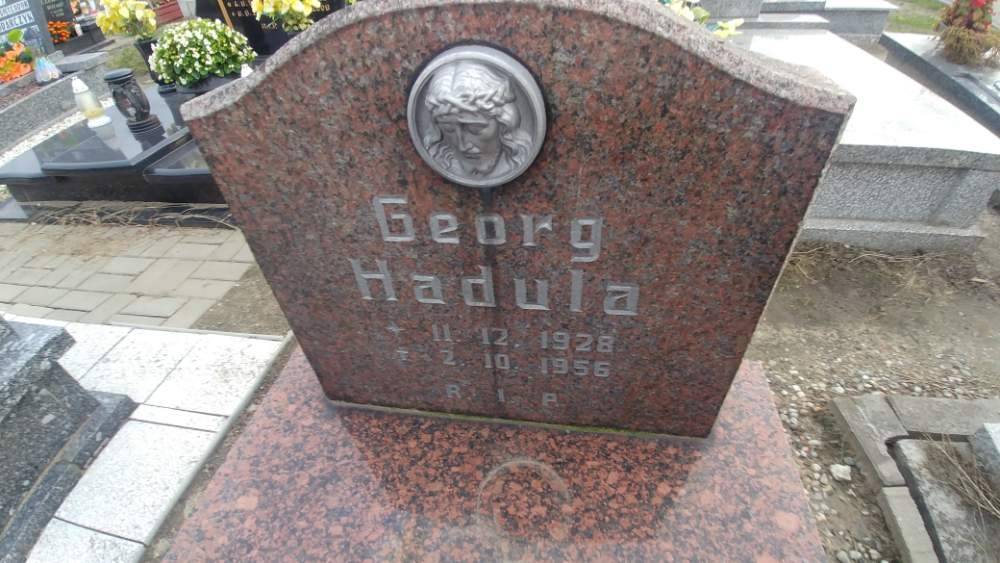 Georg
Hadula
* 11. 12. 1928
† 2. 10. 1956
R. I. P.